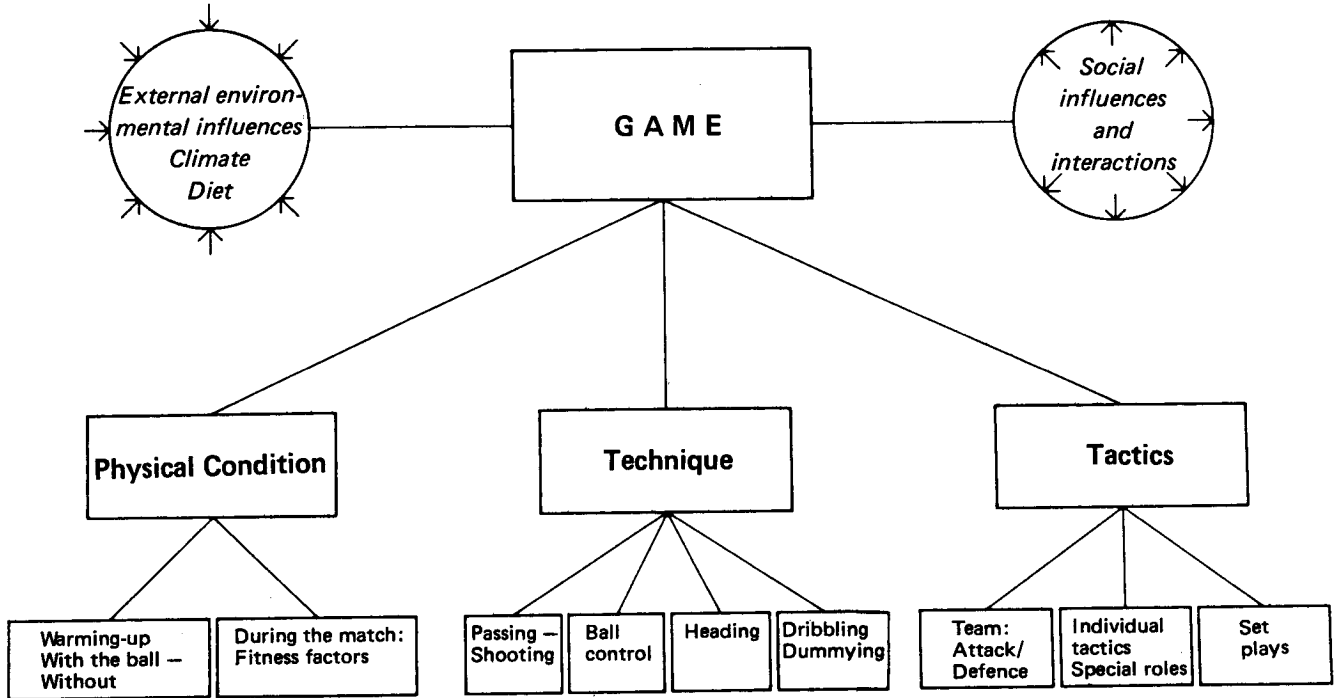 External environ-
mental influences
Climate
Diet
G A M E
Social
influences
and
interactions
Physical Condition
Technique
Tactics
Warming-up
With the ball –
Without
During the match:
Fitness factors
Passing –
Shooting
Ball
control
Heading
Dribbling
Dummying
Team:
Attack/
Defence
Individual
tactics
Special roles
Set
plays